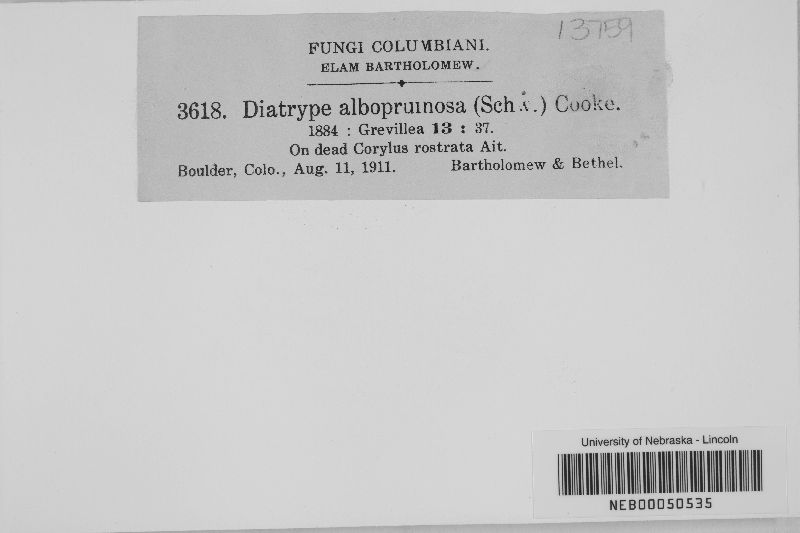 13759
FUNGI COLUMBIANI.
ELAM BARTHOLOMEW.
3618. Diatrype albopruinosa (Schw.) Cooke.
1884 : Grevillea 13 : 37.
On dead Corylus rostrata Ait.
Boulder, Colo., Aug. 11, 1911. Bartholomew & Bethel.
University of Nebraska - Lincoln
NEB00050535